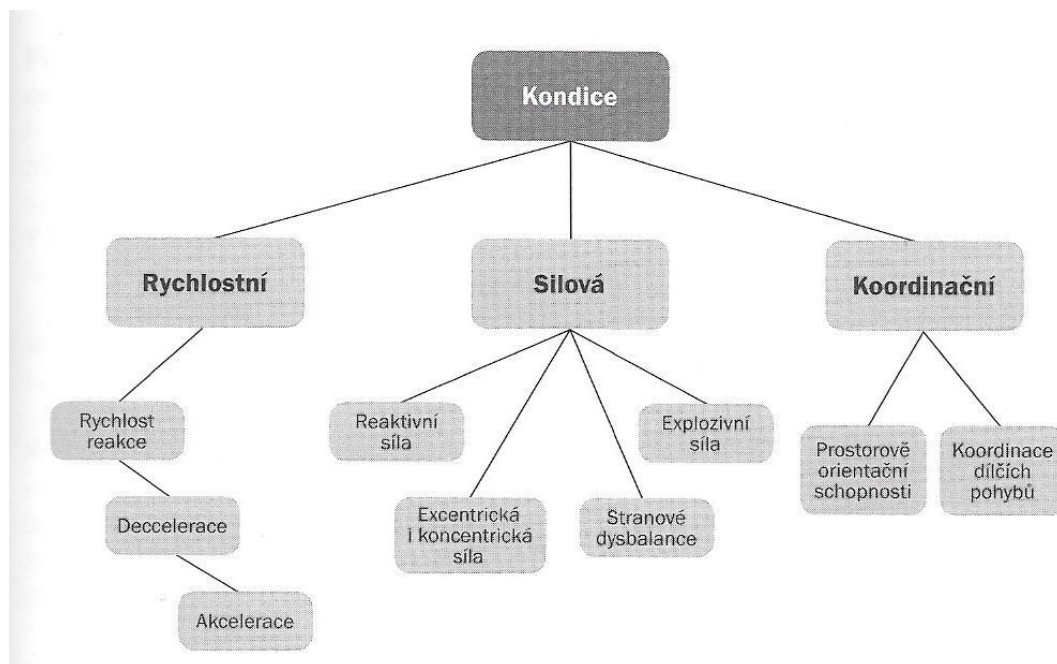 Kondice
Rychlostní
Silová
Koordinační
Rychlost
reakce
Deccelerace
Akcelerace
Reaktivní
síla
Excentrická
i koncentrická
síla
Stranové
dysbalance
Explozivní
síla
Prostorově
orientační
schopnosti
Koordinace
dílčích
pohybů